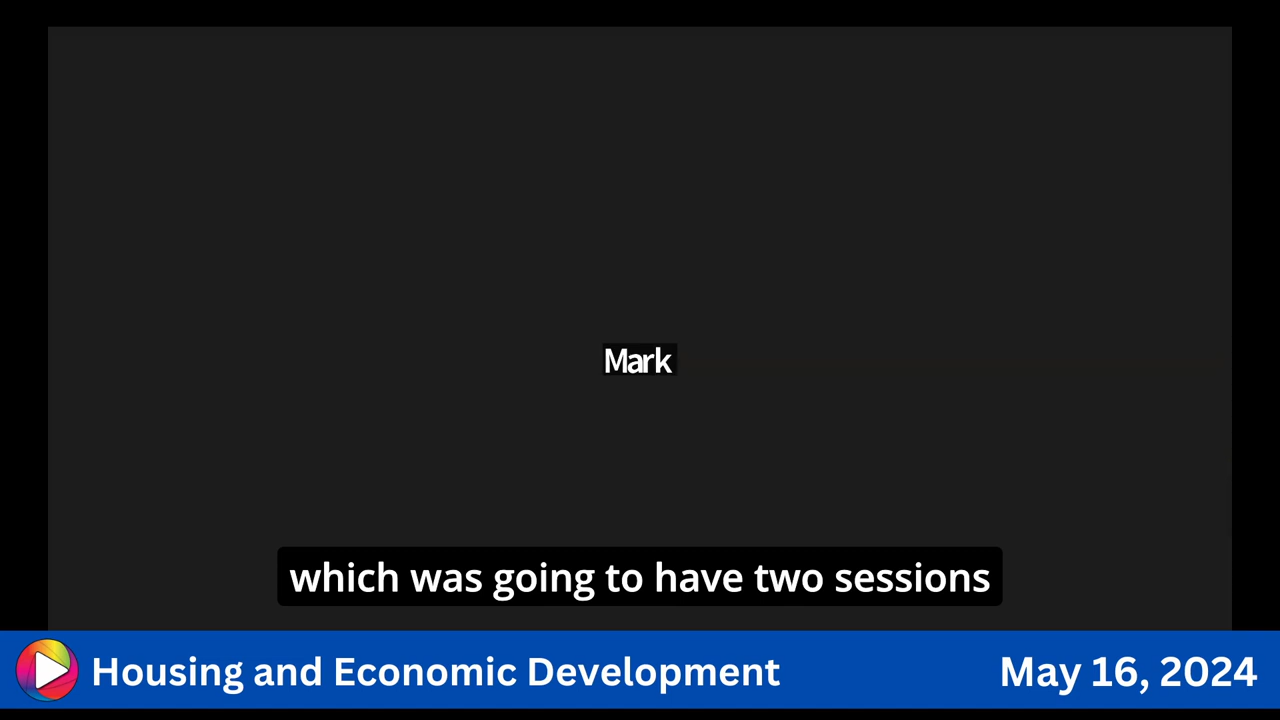 Mark
which was going to have two sessions
Housing and Economic Development
May 16, 2024